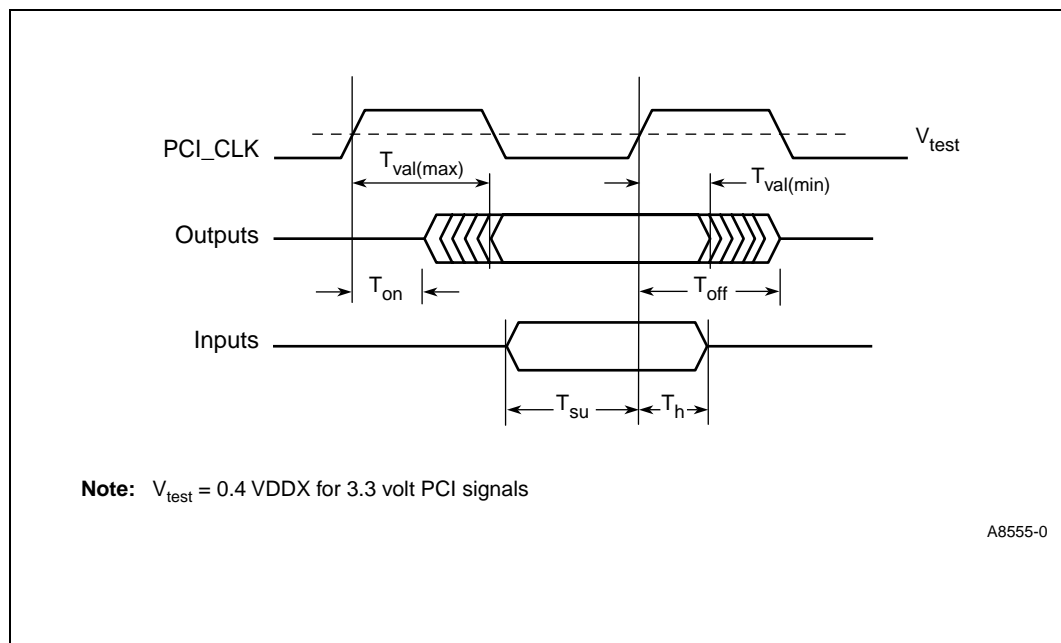 PCI_CLK
V_test
T_val(max)
T_val(min)
Outputs
T_on
T_off
Inputs
T_su
T_h
Note: V_test = 0.4 VDDX for 3.3 volt PCI signals
A8555-0